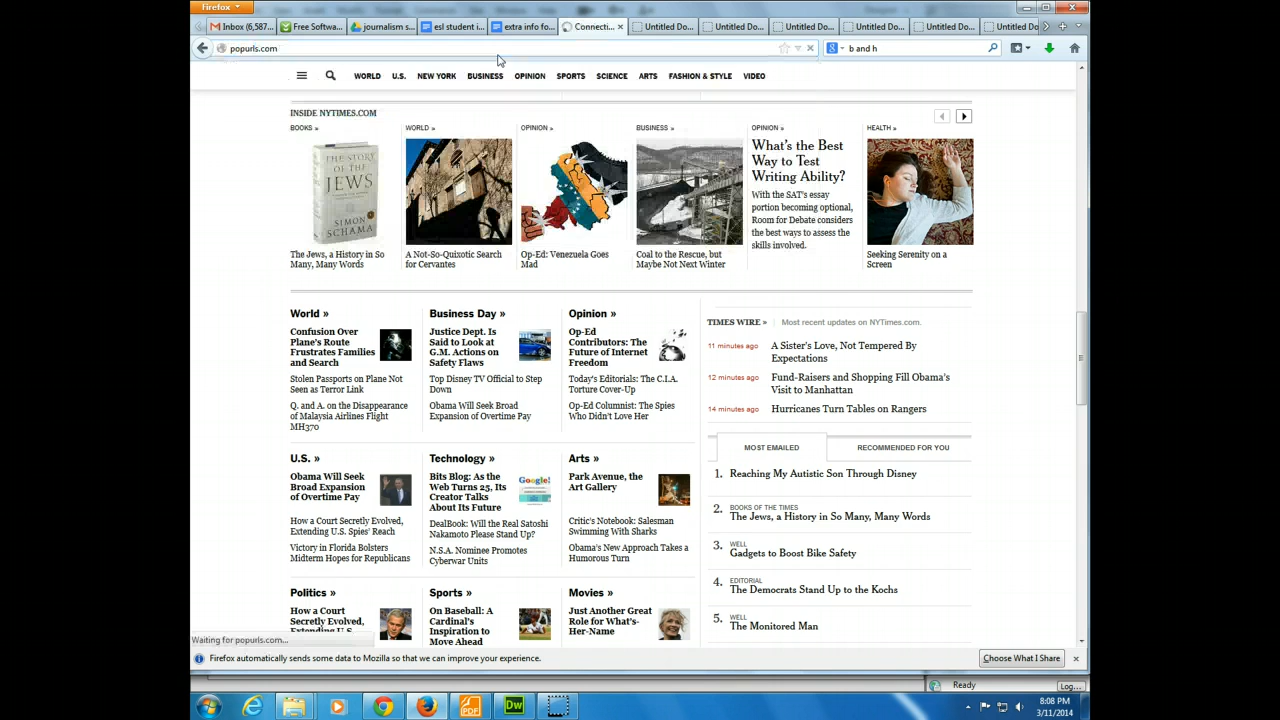 Firefox
Inbox (6,587...
Free Softwa...
journalism s...
esl student i...
extra info fo...
Connecti...
Untitled Do...
Untitled Do...
Untitled Do...
Untitled Do...
Untitled Do...
Untitled Do
popurls.com
b and h
WORLD U.S. NEW YORK BUSINESS OPINION SPORTS SCIENCE ARTS FASHION & STYLE VIDEO
INSIDE NYTIMES.COM
BOOKS »
THE STORY
OF THE
JEWS
SIMON
SCHAMA
The Jews, a History in So
Many, Many Words
WORLD »
A Not-So-Quixotic Search
for Cervantes
OPINION »
Op-Ed: Venezuela Goes
Mad
BUSINESS »
Coal to the Rescue, but
Maybe Not Next Winter
OPINION »
What's the Best
Way to Test
Writing Ability?
With the SAT's essay
portion becoming optional,
Room for Debate considers
the best ways to assess the
skills involved.
HEALTH »
Seeking Serenity on a
Screen
World »
Confusion Over
Plane's Route
Frustrates Families
and Search
Stolen Passports on Plane Not
Seen as Terror Link
Q. and A. on the Disappearance
of Malaysia Airlines Flight
MH370
Business Day »
Justice Dept. Is
Said to Look at
G.M. Actions on
Safety Flaws
Top Disney TV Official to Step
Down
Obama Will Seek Broad
Expansion of Overtime Pay
Opinion »
Op-Ed
Contributors: The
Future of Internet
Freedom
Today's Editorials: The C.I.A.
Torture Cover-Up
Op-Ed Columnist: The Spies
Who Didn't Love Her
TIMES WIRE »
Most recent updates on NYTimes.com.
11 minutes ago
A Sister's Love, Not Tempered By
Expectations
12 minutes ago
Fund-Raisers and Shopping Fill Obama's
Visit to Manhattan
14 minutes ago
Hurricanes Turn Tables on Rangers
U.S. »
Obama Will Seek
Broad Expansion
of Overtime Pay
How a Court Secretly Evolved,
Extending U.S. Spies' Reach
Victory in Florida Bolsters
Midterm Hopes for Republicans
Technology »
Bits Blog: As the
Web Turns 25, Its
Creator Talks
About Its Future
Google!
DealBook: Will the Real Satoshi
Nakamoto Please Stand Up?
N.S.A. Nominee Promotes
Cyberwar Units
Arts »
Park Avenue, the
Art Gallery
Critic's Notebook: Salesman
Swimming With Sharks
Obama's New Approach Takes a
Humorous Turn
MOST EMAILED
RECOMMENDED FOR YOU
1. Reaching My Autistic Son Through Disney
BOOKS OF THE TIMES
2. The Jews, a History in So Many, Many Words
WELL
3. Gadgets to Boost Bike Safety
EDITORIAL
4. The Democrats Stand Up to the Kochs
WELL
5. The Monitored Man
Politics »
How a Court
Secretly Evolved,
Extending U.S.
Sports »
On Baseball: A
Cardinal's
Inspiration to
Move Ahead
Movies »
Just Another Great
Role for What's-
Her-Name
Waiting for popurls.com...
Firefox automatically sends some data to Mozilla so that we can improve your experience.
Choose What I Share
Ready
Log...
PDF
Dw
8:08 PM
3/11/2014